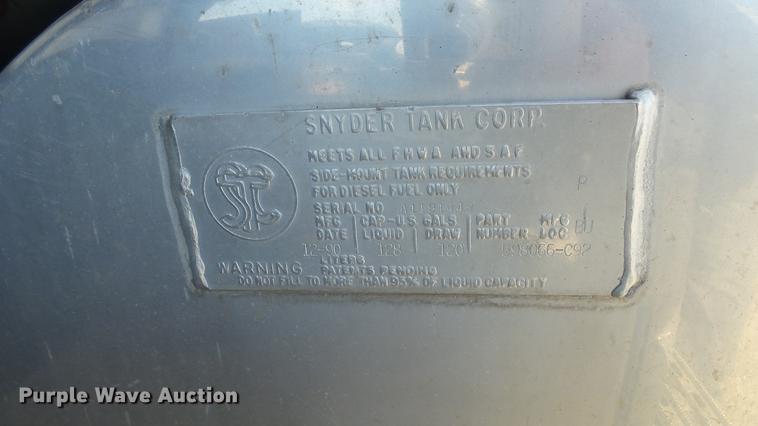 SNYDER TANK CORP.
MEETS ALL FHWA AND SAE
SIDE-MOUNT TANK REQUIREMENTS
FOR DIESEL FUEL ONLY
P
SERIAL NO
MFG CAP-US GALS PART MFG BU
DATE LIQUID DRAW NUMBER LOC
12-90 128 120
LITERS
WARNING PATENTS PENDING
DO NOT FILL TO MORE THAN 95% OF LIQUID CAPACITY
Purple Wave Auction